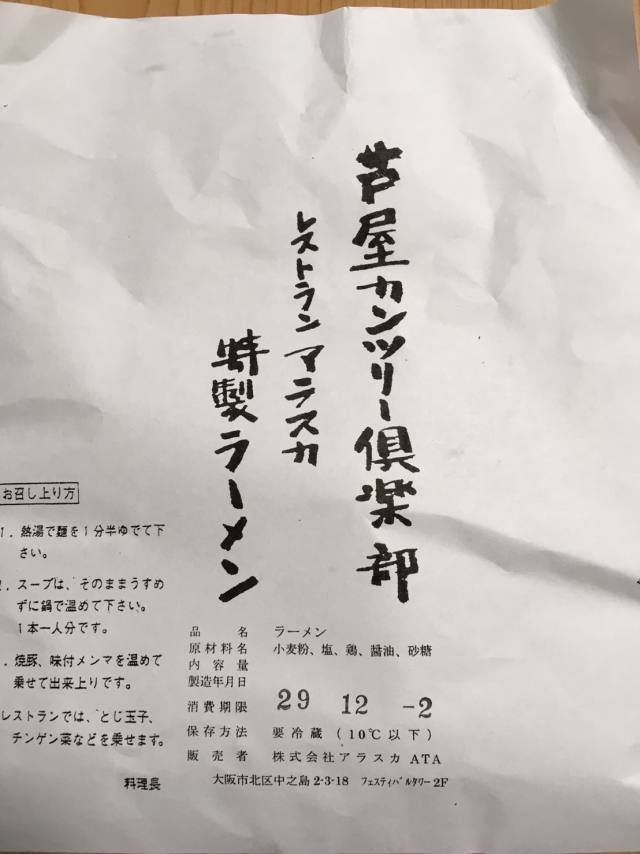 芦屋カンツリー倶楽部
レストランアラスカ
特製ラーメン
お召し上り方
1．熱湯で麺を1分半ゆでて下
さい。
．スープは、そのままうすめ
ずに鍋で温めて下さい。
1本一人分です。
．焼豚、味付メンマを温めて
乗せて出来上りです。
レストランでは、とじ玉子、
チンゲン菜などを乗せます。
料理長
品名 ラーメン
原材料名 小麦粉、塩、鶏、醤油、砂糖
内容量
製造年月日
消費期限 29 12 -2
保存方法 要冷蔵(10℃以下)
販売者 株式会社アラスカ ATA
大阪市北区中之島2-3-18 フェスティバルタワー2F